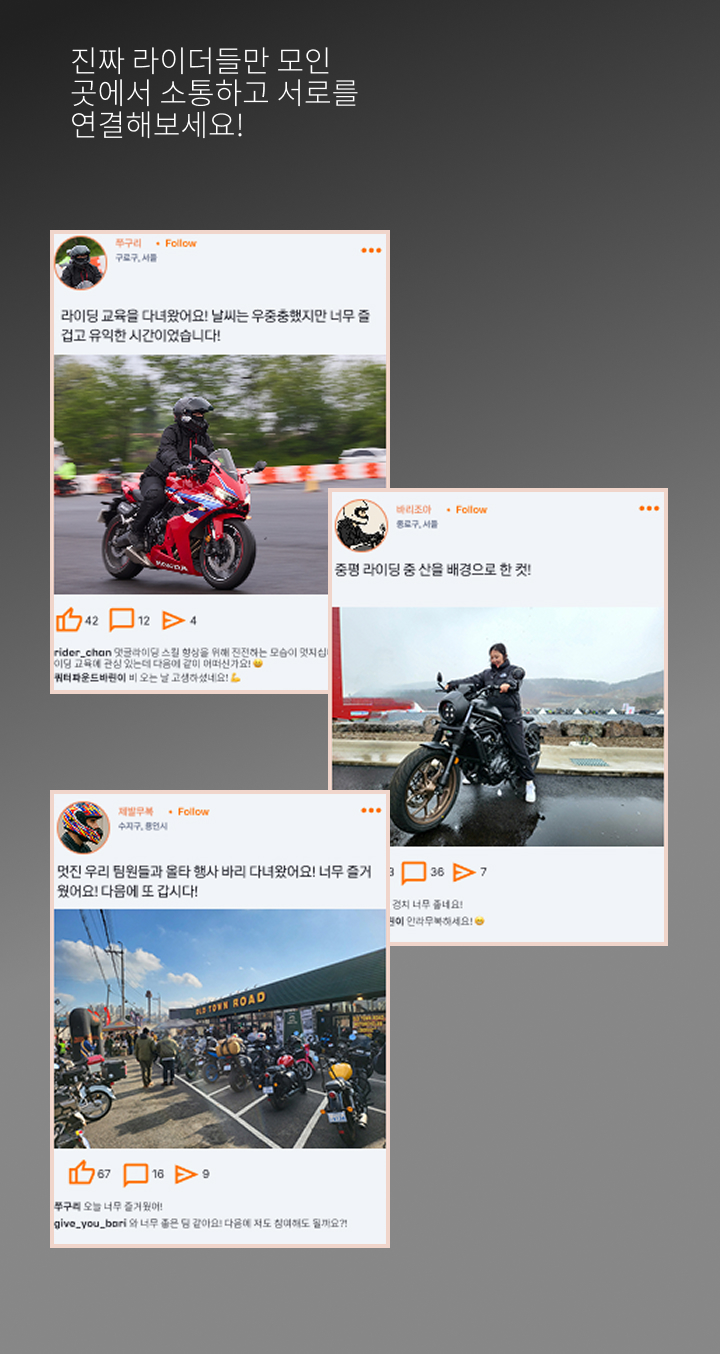 진짜 라이더들만 모인
곳에서 소통하고 서로를
연결해보세요!
쭈구리 • Follow
구로구, 서울
라이딩 교육을 다녀왔어요! 날씨는 우중충했지만 너무 즐
겁고 유익한 시간이었습니다!
HONDA
42 12 4
rider_chan 멋글라이딩 스킬 향상을 위해 진전하는 모습이 멋지십
이딩 교육에 관심 있는데 다음에 같이 어떠신가요! 😆
쿼터파운드바린이 비 오는 날 고생하셨네요! 💪
바리조아 • Follow
종로구, 서울
중평 라이딩 중 산을 배경으로 한 컷!
36 7
경치 너무 좋네요!
안라무복하세요! 😆
제발무복 • Follow
수지구, 용인시
멋진 우리 팀원들과 올타 행사 바리 다녀왔어요! 너무 즐거
웠어요! 다음에 또 갑시다!
OLD TOWN ROAD
67 16 9
쭈구리 오늘 너무 즐거웠어!
give_you_bari 와 너무 좋은 팀 같아요! 다음에 저도 참여해도 될까요?!